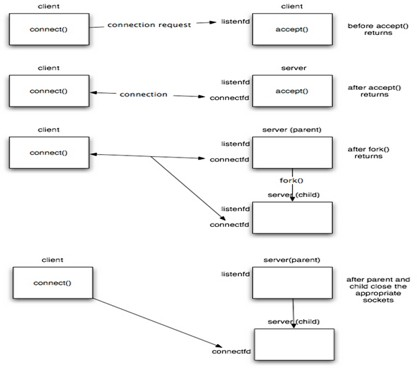 client client
connect() connection request listenfd accept() before accept()
returns
client server
connect() connection listenfd accept() after accept()
connectfd returns
client server (parent)
connect() listenfd after fork()
connectfd returns
fork()
server (child)
listenfd
connectfd
client server(parent)
connect() listenfd after parent and
child close the
appropriate
sockets
server (child)
connectfd